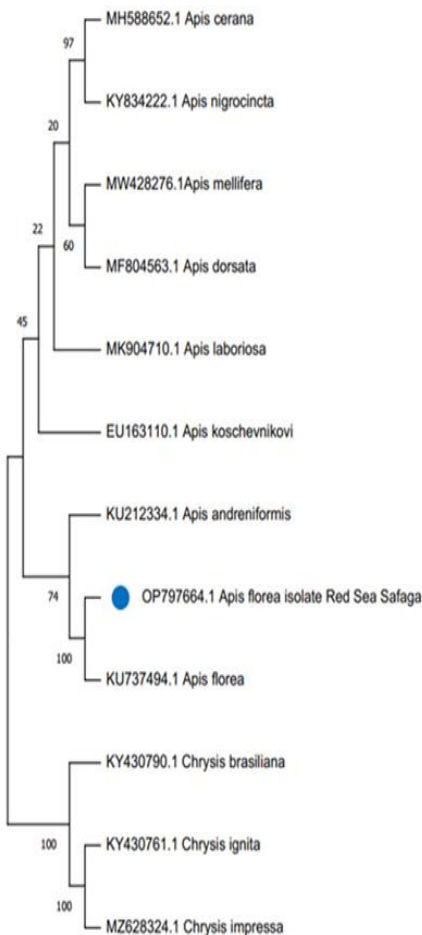 MH588652.1 Apis cerana
97
KY834222.1 Apis nigrocincta
20
MW428276.1Apis mellifera
22
60
MF804563.1 Apis dorsata
45
MK904710.1 Apis laboriosa
EU163110.1 Apis koschevnikovi
KU212334.1 Apis andreniformis
74
OP797664.1 Apis florea isolate Red Sea Safaga
100
KU737494.1 Apis florea
KY430790.1 Chrysis brasiliana
100
KY430761.1 Chrysis ignita
100
MZ628324.1 Chrysis impressa